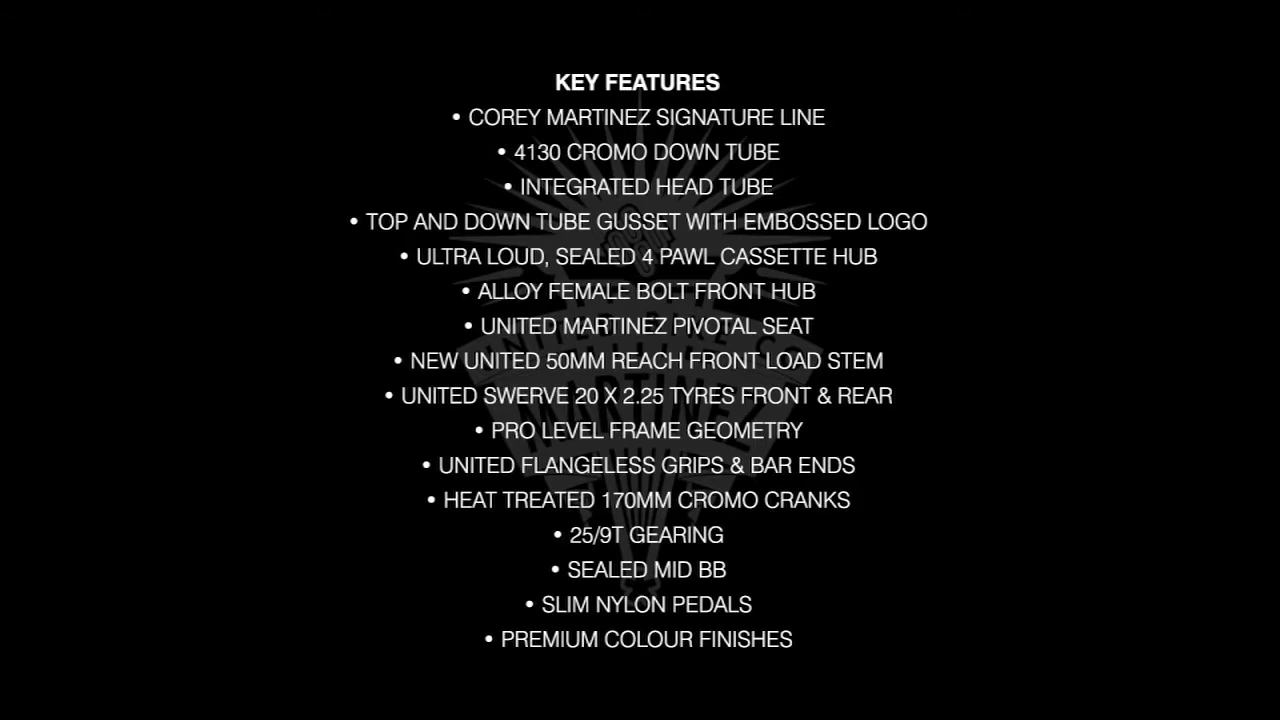 KEY FEATURES
• COREY MARTINEZ SIGNATURE LINE
• 4130 CROMO DOWN TUBE
• INTEGRATED HEAD TUBE
• TOP AND DOWN TUBE GUSSET WITH EMBOSSED LOGO
• ULTRA LOUD, SEALED 4 PAWL CASSETTE HUB
• ALLOY FEMALE BOLT FRONT HUB
• UNITED MARTINEZ PIVOTAL SEAT
• NEW UNITED 50MM REACH FRONT LOAD STEM
• UNITED SWERVE 20 X 2.25 TYRES FRONT & REAR
• PRO LEVEL FRAME GEOMETRY
• UNITED FLANGELESS GRIPS & BAR ENDS
• HEAT TREATED 170MM CROMO CRANKS
• 25/9T GEARING
• SEALED MID BB
• SLIM NYLON PEDALS
• PREMIUM COLOUR FINISHES
UNITED BIKE CO
MARTINEZ